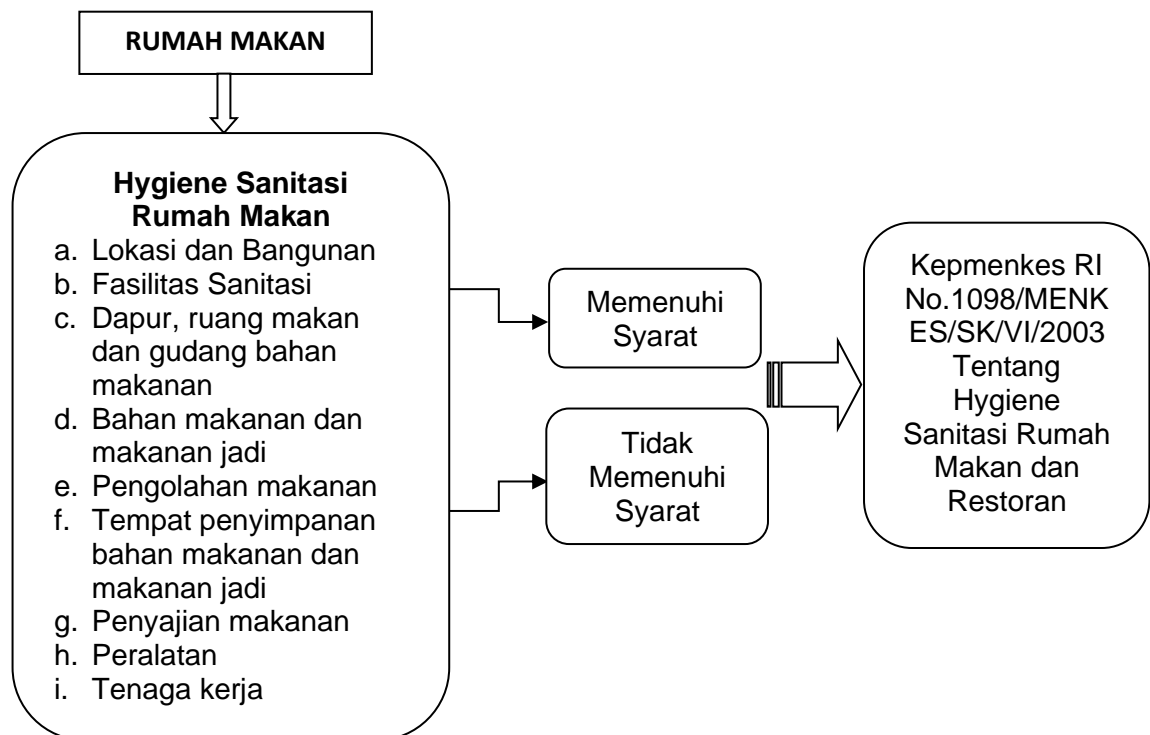 RUMAH MAKAN
Hygiene Sanitasi
Rumah Makan
a. Lokasi dan Bangunan
b. Fasilitas Sanitasi
c. Dapur, ruang makan
dan gudang bahan
makanan
d. Bahan makanan dan
makanan jadi
e. Pengolahan makanan
f. Tempat penyimpanan
bahan makanan dan
makanan jadi
g. Penyajian makanan
h. Peralatan
i. Tenaga kerja
Memenuhi
Syarat
Tidak
Memenuhi
Syarat
Kepmenkes RI
No.1098/MENK
ES/SK/VI/2003
Tentang
Hygiene
Sanitasi Rumah
Makan dan
Restoran